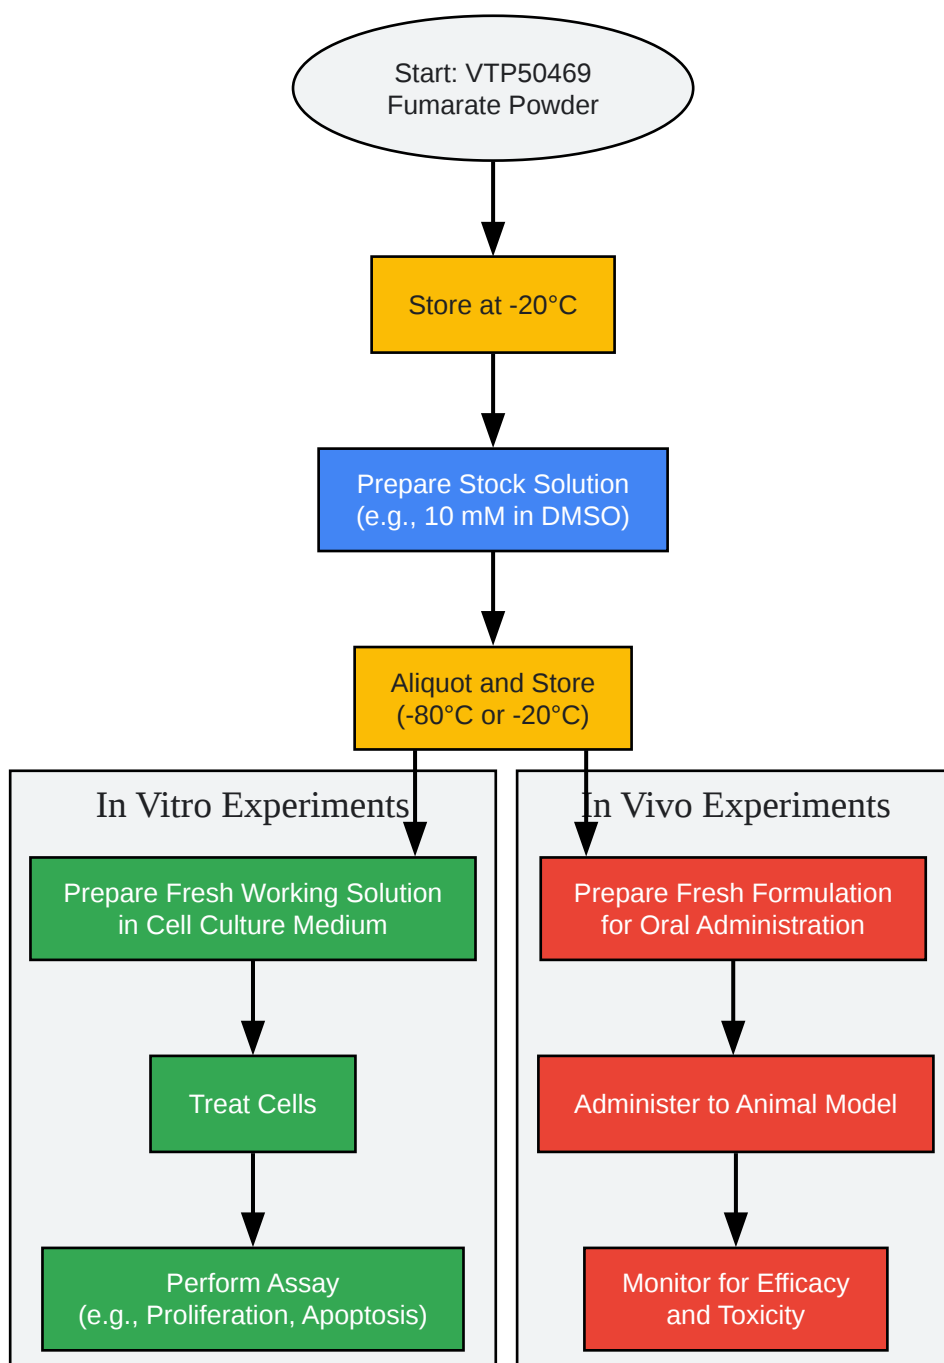 Start: VTP50469
Fumarate Powder
Store at -20°C
Prepare Stock Solution
(e.g., 10 mM in DMSO)
Aliquot and Store
(-80°C or -20°C)
In Vitro Experiments
Prepare Fresh Working Solution
in Cell Culture Medium
Treat Cells
Perform Assay
(e.g., Proliferation, Apoptosis)
In Vivo Experiments
Prepare Fresh Formulation
for Oral Administration
Administer to Animal Model
Monitor for Efficacy
and Toxicity